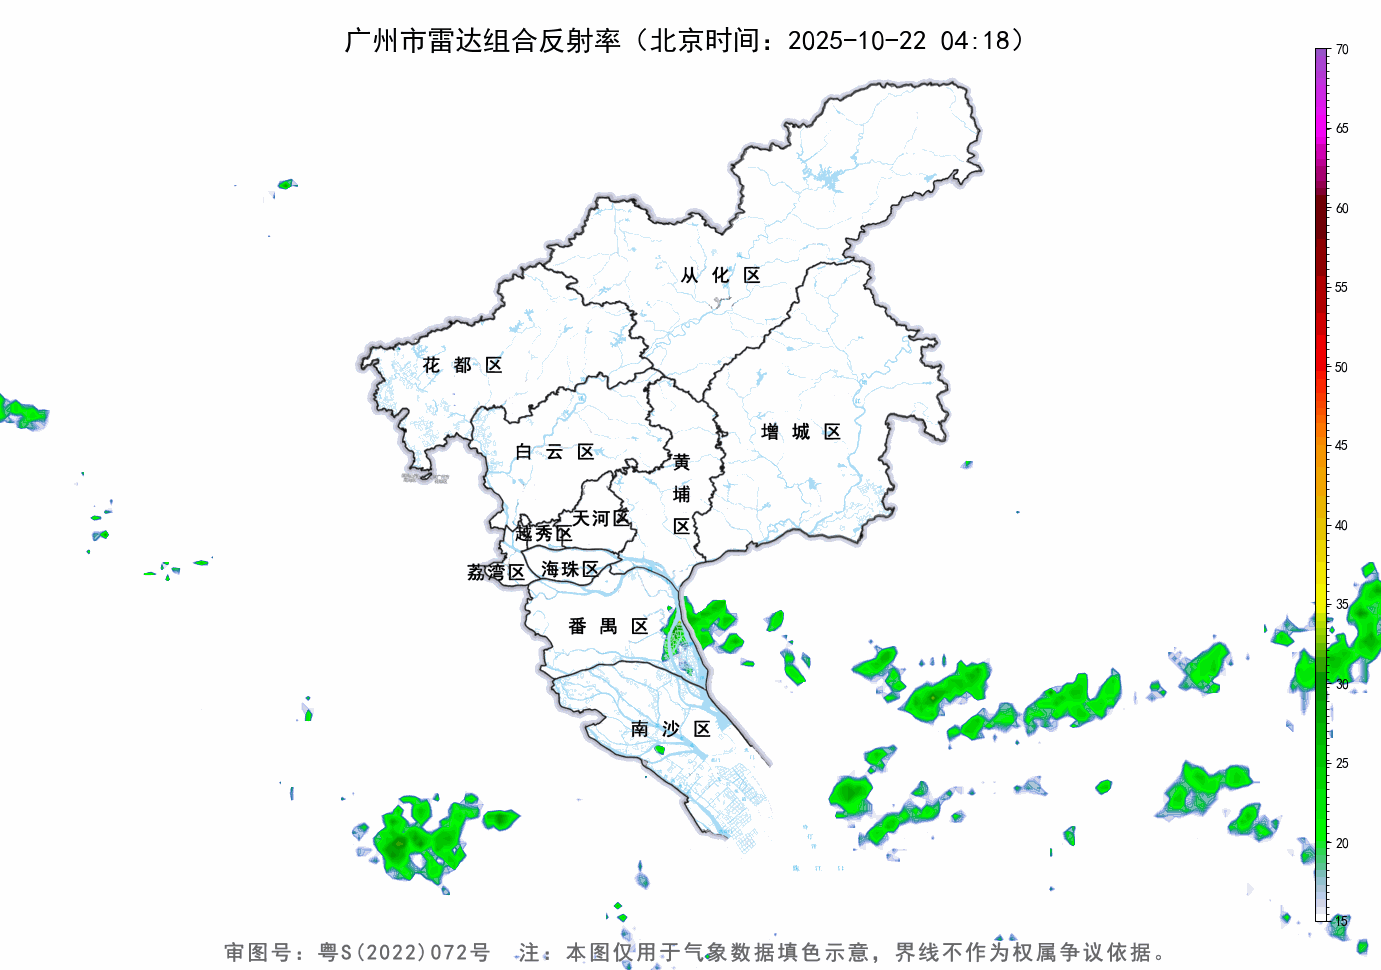 广州市雷达组合反射率（北京时间：2025-10-22 04:18）
70
65
60
55
50
45
40
35
30
25
20
15
从化区
花都区
增城区
白云区
黄埔区
天河区
越秀区
荔湾区
海珠区
番禺区
南沙区
审图号：粤S(2022)072号 注：本图仅用于气象数据填色示意，界线不作为权属争议依据。